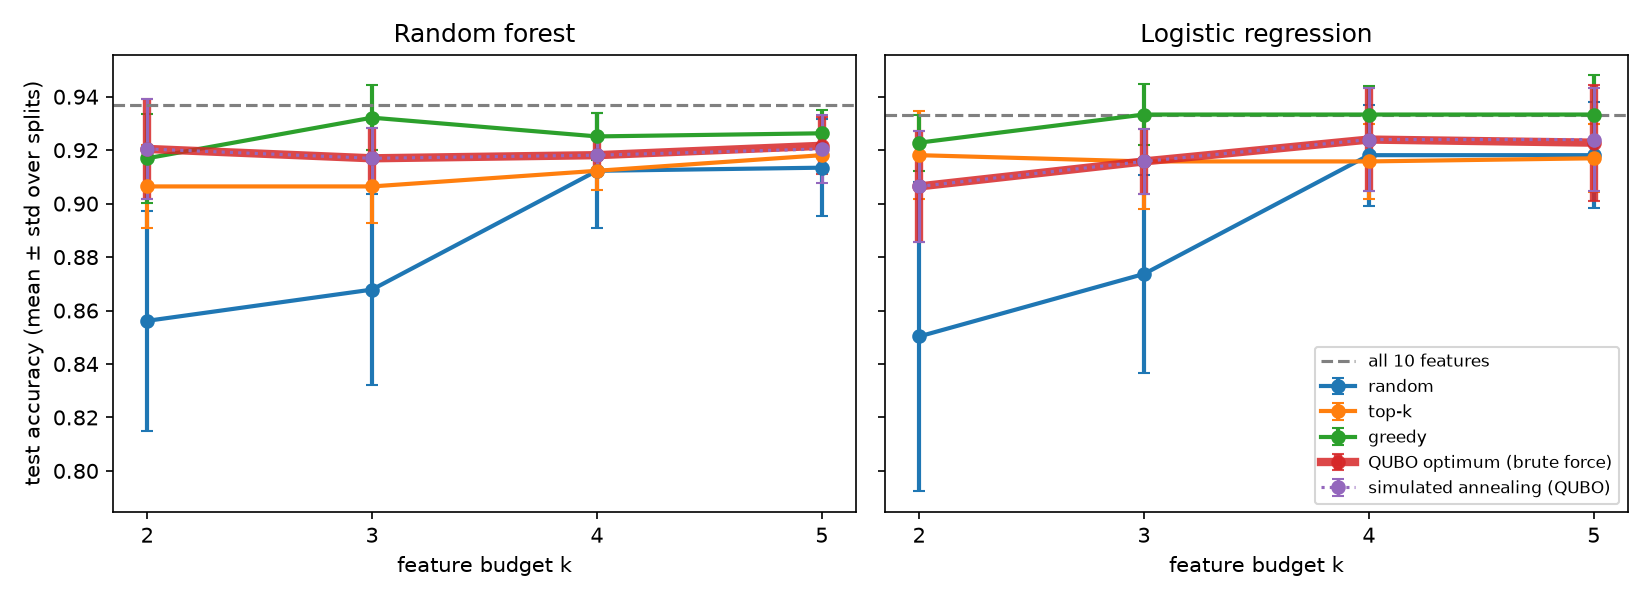 Random forest
Logistic regression
test accuracy (mean ± std over splits)
0.94
0.92
0.90
0.88
0.86
0.84
0.82
0.80
2 3 4 5
feature budget k
2 3 4 5
feature budget k
all 10 features
random
top-k
greedy
QUBO optimum (brute force)
simulated annealing (QUBO)